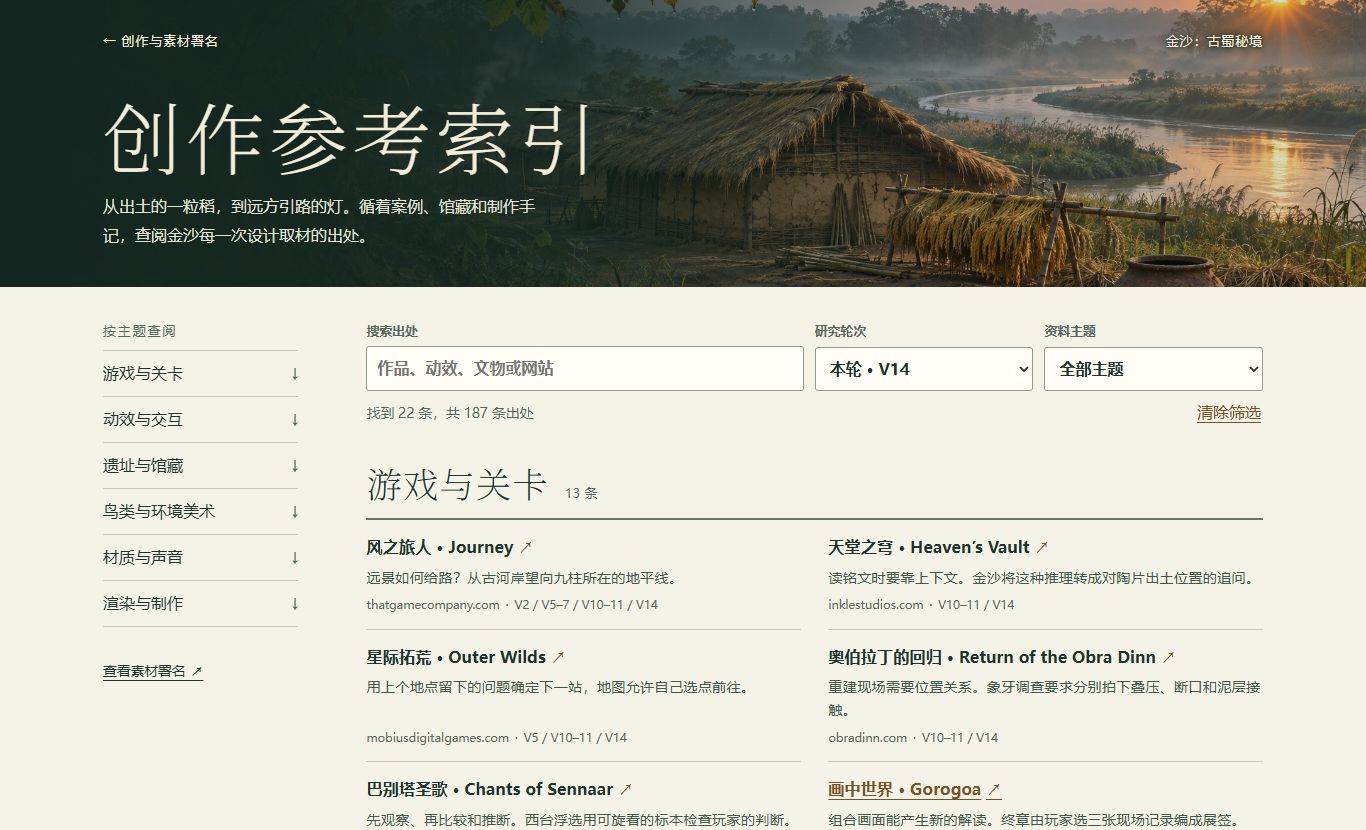 ← 创作与素材署名
金沙：古蜀秘境
创作参考索引
从出土的一粒稻，到远方引路的灯。循着案例、馆藏和制作手
记，查阅金沙每一次设计取材的出处。
按主题查阅
游戏与关卡 ↓
动效与交互 ↓
遗址与馆藏 ↓
鸟类与环境美术 ↓
材质与声音 ↓
渲染与制作 ↓
查看素材署名 ↗
搜索出处
作品、动效、文物或网站
研究轮次
本轮 • V14
资料主题
全部主题
找到 22 条，共 187 条出处
清除筛选
游戏与关卡 13 条
风之旅人 • Journey ↗
远景如何给路？从古河岸望向九柱所在的地平线。
thatgamecompany.com · V2 / V5–7 / V10–11 / V14
天堂之穹 • Heaven’s Vault ↗
读铭文时要靠上下文。金沙将这种推理转成对陶片出土位置的追问。
inklestudios.com · V10–11 / V14
星际拓荒 • Outer Wilds ↗
用上个地点留下的问题确定下一站，地图允许自己选点前往。
mobiusdigitalgames.com · V5 / V10–11 / V14
奥伯拉丁的回归 • Return of the Obra Dinn ↗
重建现场需要位置关系。象牙调查要求分别拍下叠压、断口和泥层接
触。
obradinn.com · V10–11 / V14
巴别塔圣歌 • Chants of Sennaar ↗
先观察、再比较和推断。西台浮选用可旋看的标本检查玩家的判断。
画中世界 • Gorogoa ↗
组合画面能产生新的解读。终章由玩家选三张现场记录编成展签。